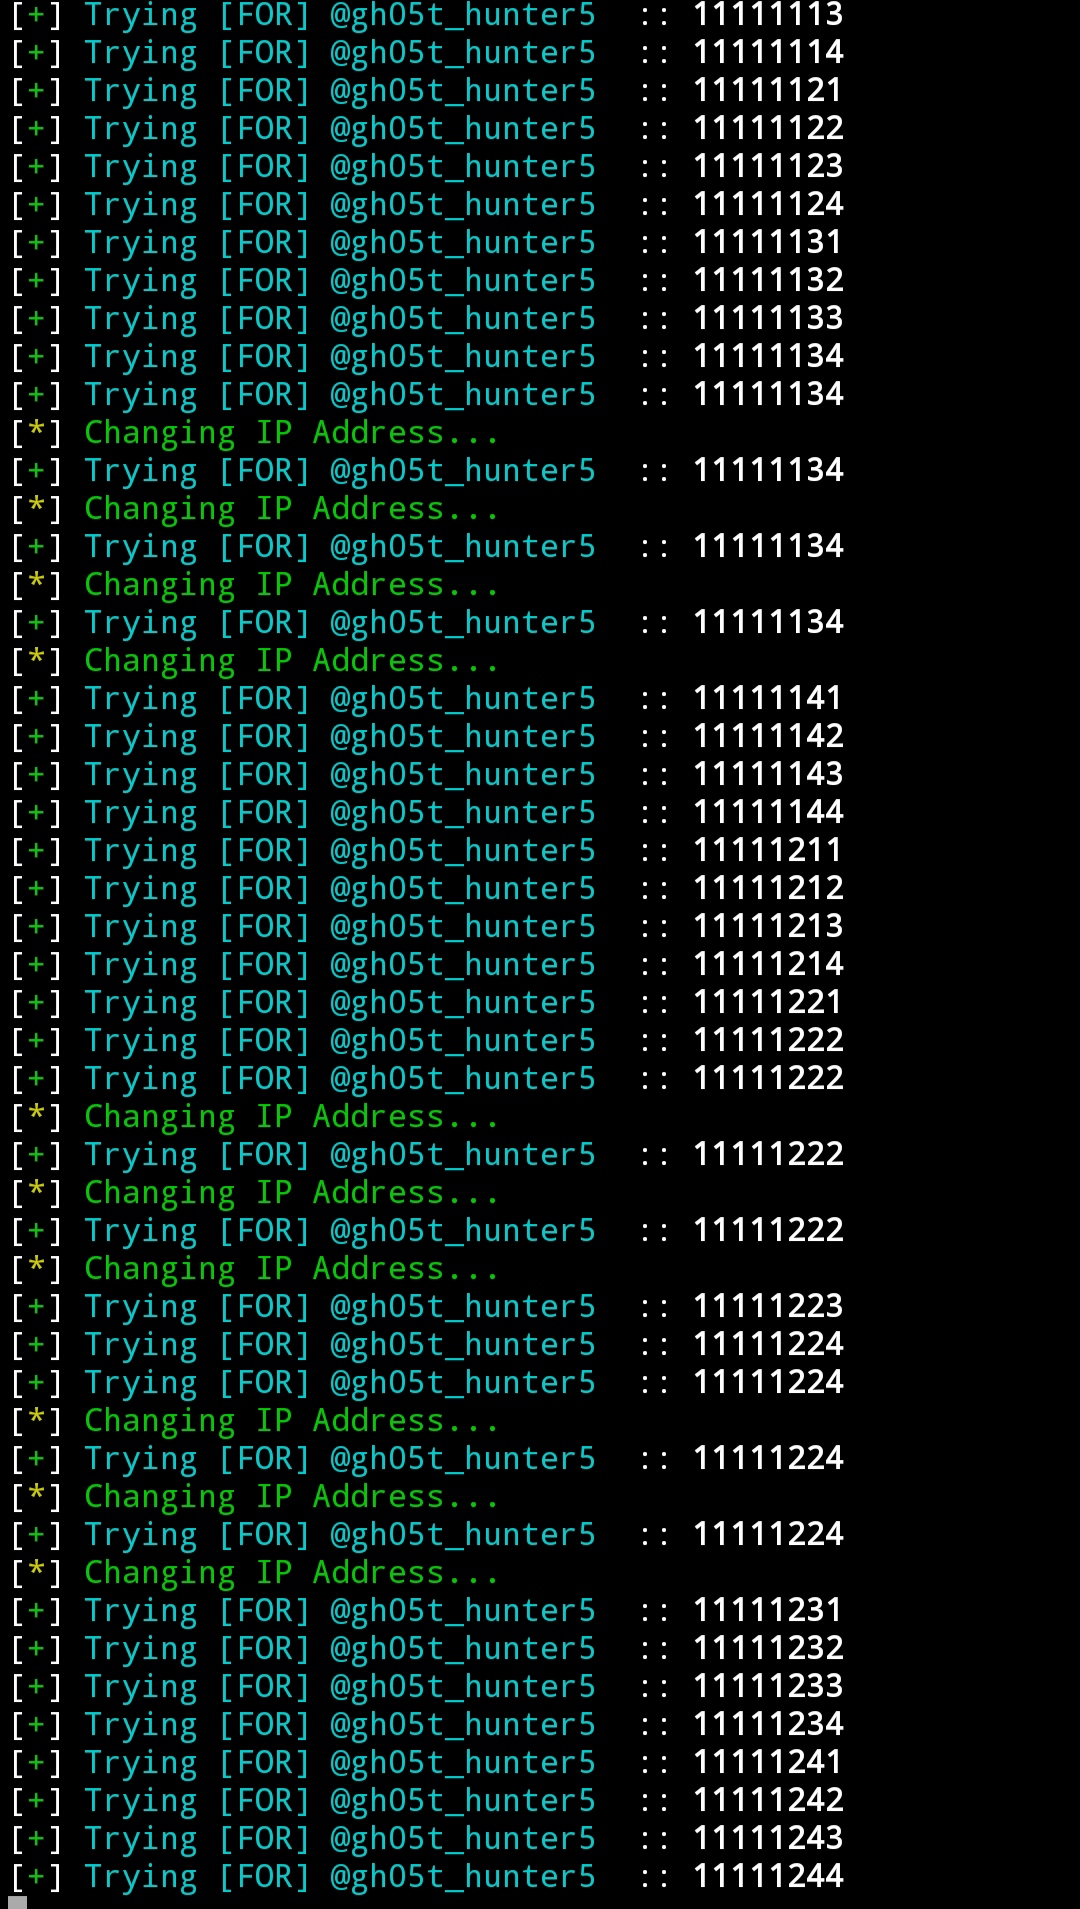 [+] Trying [FOR] @gh05t_hunter5  :: 11111113
[+] Trying [FOR] @gh05t_hunter5  :: 11111114
[+] Trying [FOR] @gh05t_hunter5  :: 11111121
[+] Trying [FOR] @gh05t_hunter5  :: 11111122
[+] Trying [FOR] @gh05t_hunter5  :: 11111123
[+] Trying [FOR] @gh05t_hunter5  :: 11111124
[+] Trying [FOR] @gh05t_hunter5  :: 11111131
[+] Trying [FOR] @gh05t_hunter5  :: 11111132
[+] Trying [FOR] @gh05t_hunter5  :: 11111133
[+] Trying [FOR] @gh05t_hunter5  :: 11111134
[+] Trying [FOR] @gh05t_hunter5  :: 11111134
[*] Changing IP Address...
[+] Trying [FOR] @gh05t_hunter5  :: 11111134
[*] Changing IP Address...
[+] Trying [FOR] @gh05t_hunter5  :: 11111134
[*] Changing IP Address...
[+] Trying [FOR] @gh05t_hunter5  :: 11111134
[*] Changing IP Address...
[+] Trying [FOR] @gh05t_hunter5  :: 11111141
[+] Trying [FOR] @gh05t_hunter5  :: 11111142
[+] Trying [FOR] @gh05t_hunter5  :: 11111143
[+] Trying [FOR] @gh05t_hunter5  :: 11111144
[+] Trying [FOR] @gh05t_hunter5  :: 11111211
[+] Trying [FOR] @gh05t_hunter5  :: 11111212
[+] Trying [FOR] @gh05t_hunter5  :: 11111213
[+] Trying [FOR] @gh05t_hunter5  :: 11111214
[+] Trying [FOR] @gh05t_hunter5  :: 11111221
[+] Trying [FOR] @gh05t_hunter5  :: 11111222
[+] Trying [FOR] @gh05t_hunter5  :: 11111222
[*] Changing IP Address...
[+] Trying [FOR] @gh05t_hunter5  :: 11111222
[*] Changing IP Address...
[+] Trying [FOR] @gh05t_hunter5  :: 11111222
[*] Changing IP Address...
[+] Trying [FOR] @gh05t_hunter5  :: 11111223
[+] Trying [FOR] @gh05t_hunter5  :: 11111224
[+] Trying [FOR] @gh05t_hunter5  :: 11111224
[*] Changing IP Address...
[+] Trying [FOR] @gh05t_hunter5  :: 11111224
[*] Changing IP Address...
[+] Trying [FOR] @gh05t_hunter5  :: 11111224
[*] Changing IP Address...
[+] Trying [FOR] @gh05t_hunter5  :: 11111231
[+] Trying [FOR] @gh05t_hunter5  :: 11111232
[+] Trying [FOR] @gh05t_hunter5  :: 11111233
[+] Trying [FOR] @gh05t_hunter5  :: 11111234
[+] Trying [FOR] @gh05t_hunter5  :: 11111241
[+] Trying [FOR] @gh05t_hunter5  :: 11111242
[+] Trying [FOR] @gh05t_hunter5  :: 11111243
[+] Trying [FOR] @gh05t_hunter5  :: 11111244